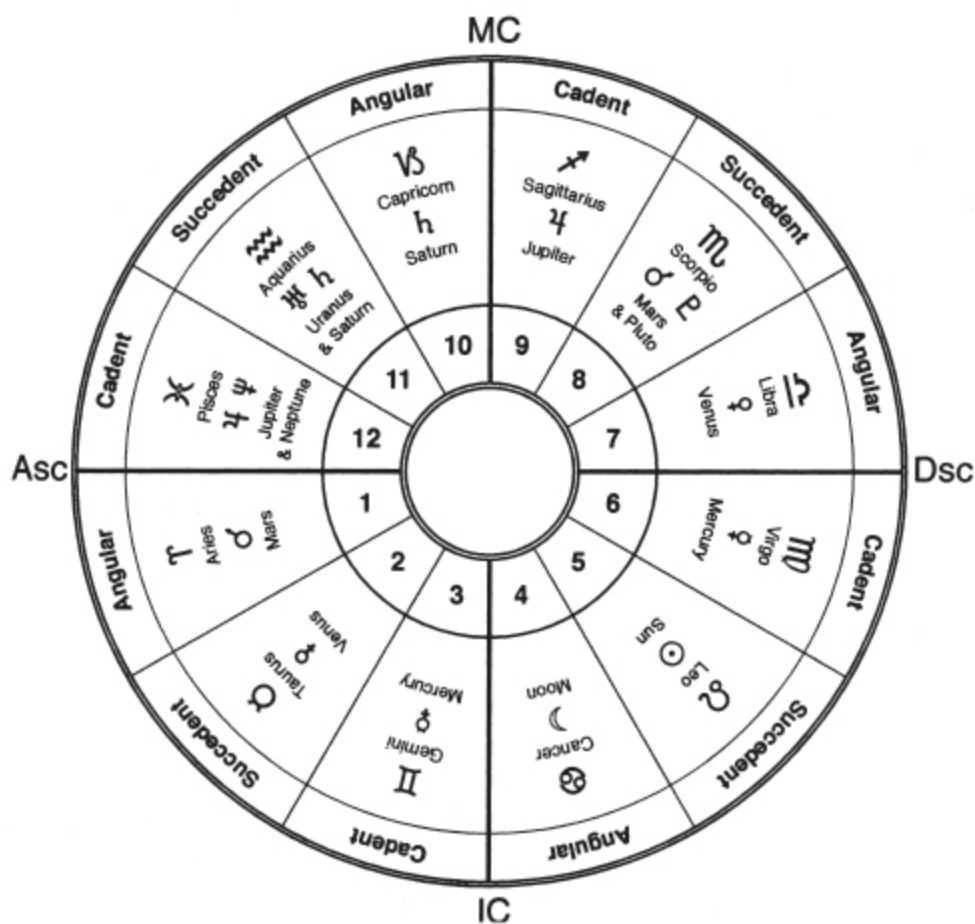 MC
Angular
Cadent
Succedent
Succedent
Cadent
Angular
♑
Capricorn
♄
Saturn
♐
Sagittarius
♃
Jupiter
♒
Aquarius
♅ ♄
Uranus
& Saturn
♏
Scorpio
♂ ♇
Mars
& Pluto
♓
Pisces
♃ ♆
Jupiter
& Neptune
♎
Libra
♀
Venus
10
9
11
8
12
7
Asc
Dsc
1
6
2
5
3
4
♈
Aries
♂
Mars
♍
Virgo
☿
Mercury
♉
Taurus
♀
Venus
♌
Leo
☉
Sun
♊
Gemini
☿
Mercury
♋
Cancer
☽
Moon
Angular
Cadent
Succedent
Succedent
Cadent
Angular
IC